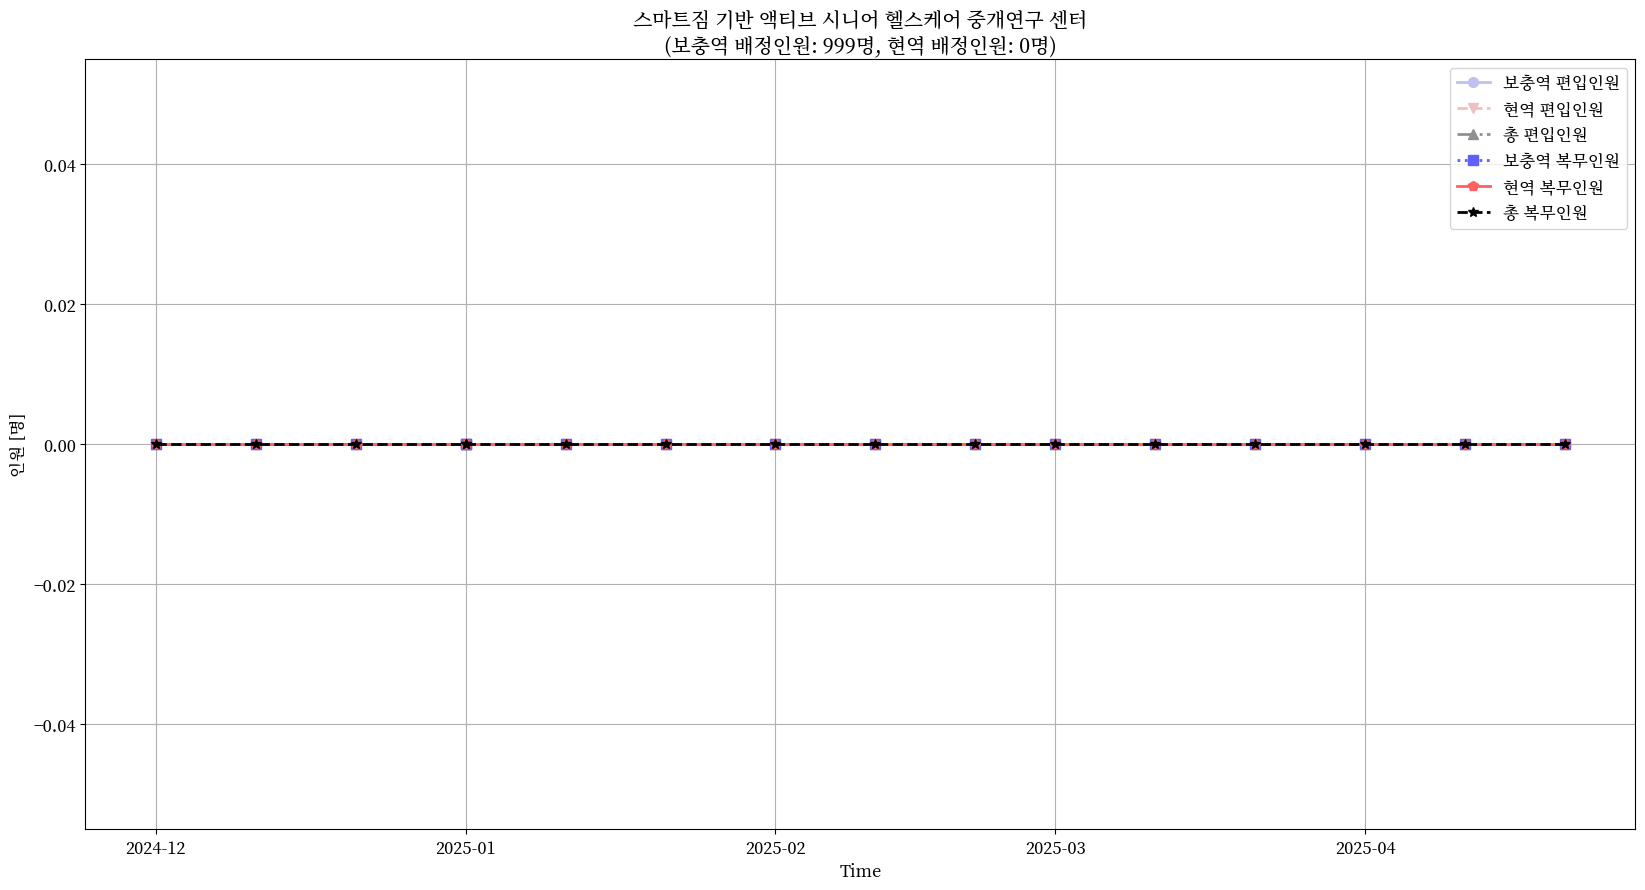 스마트짐 기반 액티브 시니어 헬스케어 중개연구 센터
(보충역 배정인원: 999명, 현역 배정인원: 0명)
보충역 편입인원
현역 편입인원
총 편입인원
보충역 복무인원
현역 복무인원
총 복무인원
인원 [명]
0.04
0.02
0.00
−0.02
−0.04
2024-12
2025-01
2025-02
2025-03
2025-04
Time